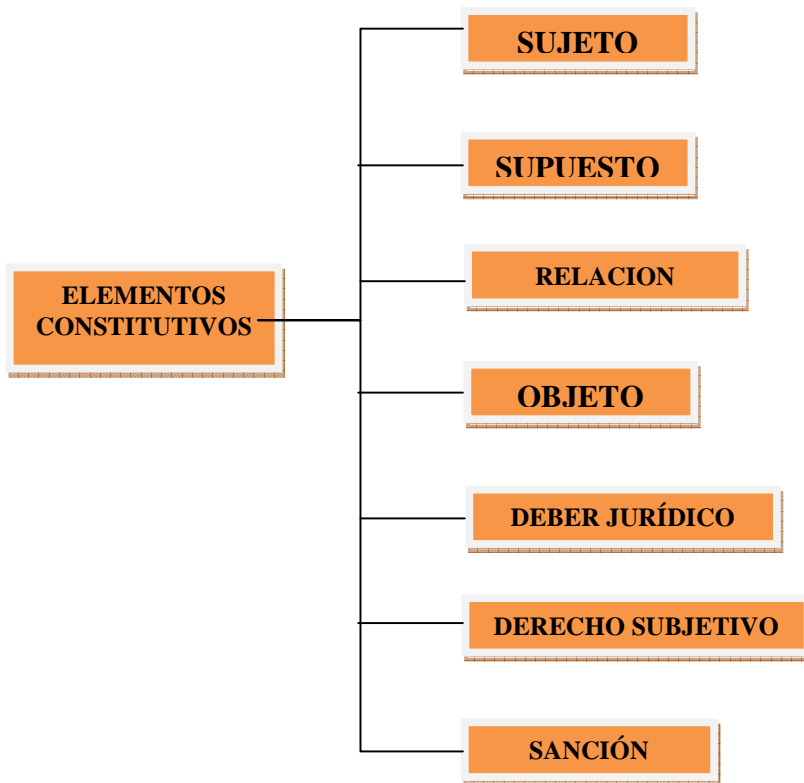 SUJETO
SUPUESTO
RELACION
ELEMENTOS
CONSTITUTIVOS
OBJETO
DEBER JURÍDICO
DERECHO SUBJETIVO
SANCIÓN